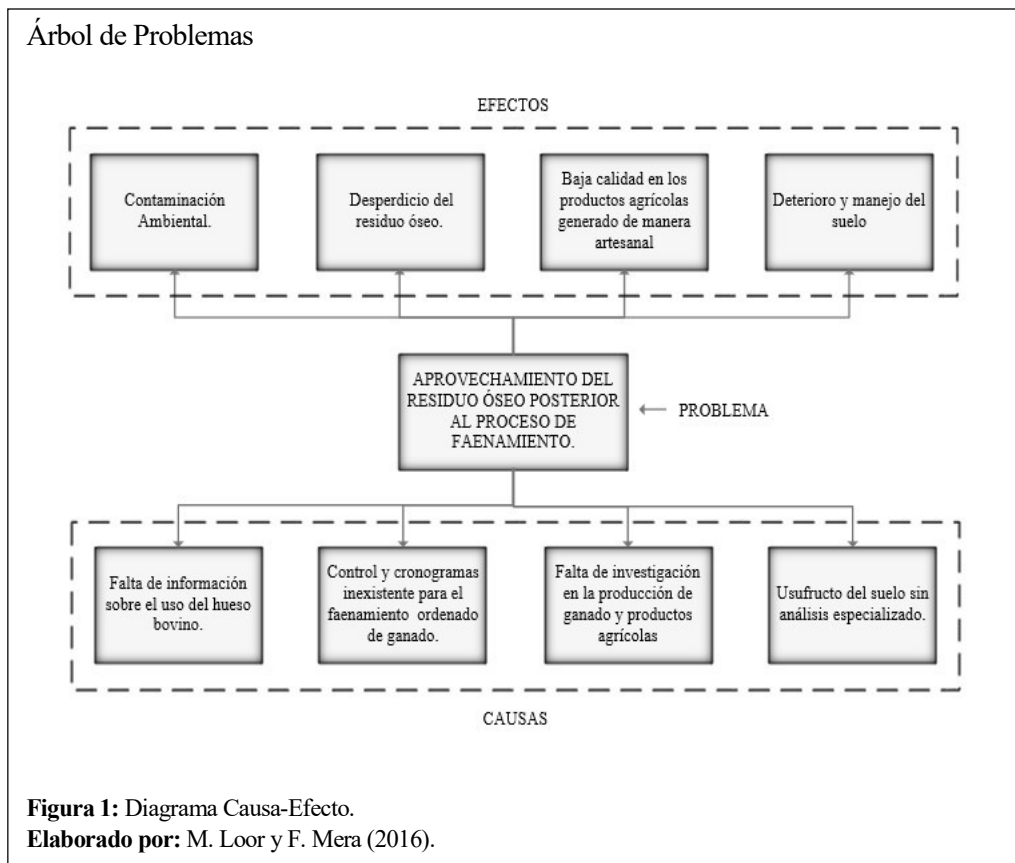 Árbol de Problemas
EFECTOS
Contaminación
Ambiental.
Desperdicio del
residuo óseo.
Baja calidad en los
productos agrícolas
generado de manera
artesanal
Deterioro y manejo del
suelo
APROVECHAMIENTO DEL
RESIDUO ÓSEO POSTERIOR
AL PROCESO DE
FAENAMIENTO.
PROBLEMA
Falta de información
sobre el uso del hueso
bovino.
Control y cronogramas
inexistente para el
faenamiento ordenado
de ganado.
Falta de investigación
en la producción de
ganado y productos
agrícolas
Usufructo del suelo sin
análisis especializado.
CAUSAS
Figura 1: Diagrama Causa-Efecto.
Elaborado por: M. Loor y F. Mera (2016).